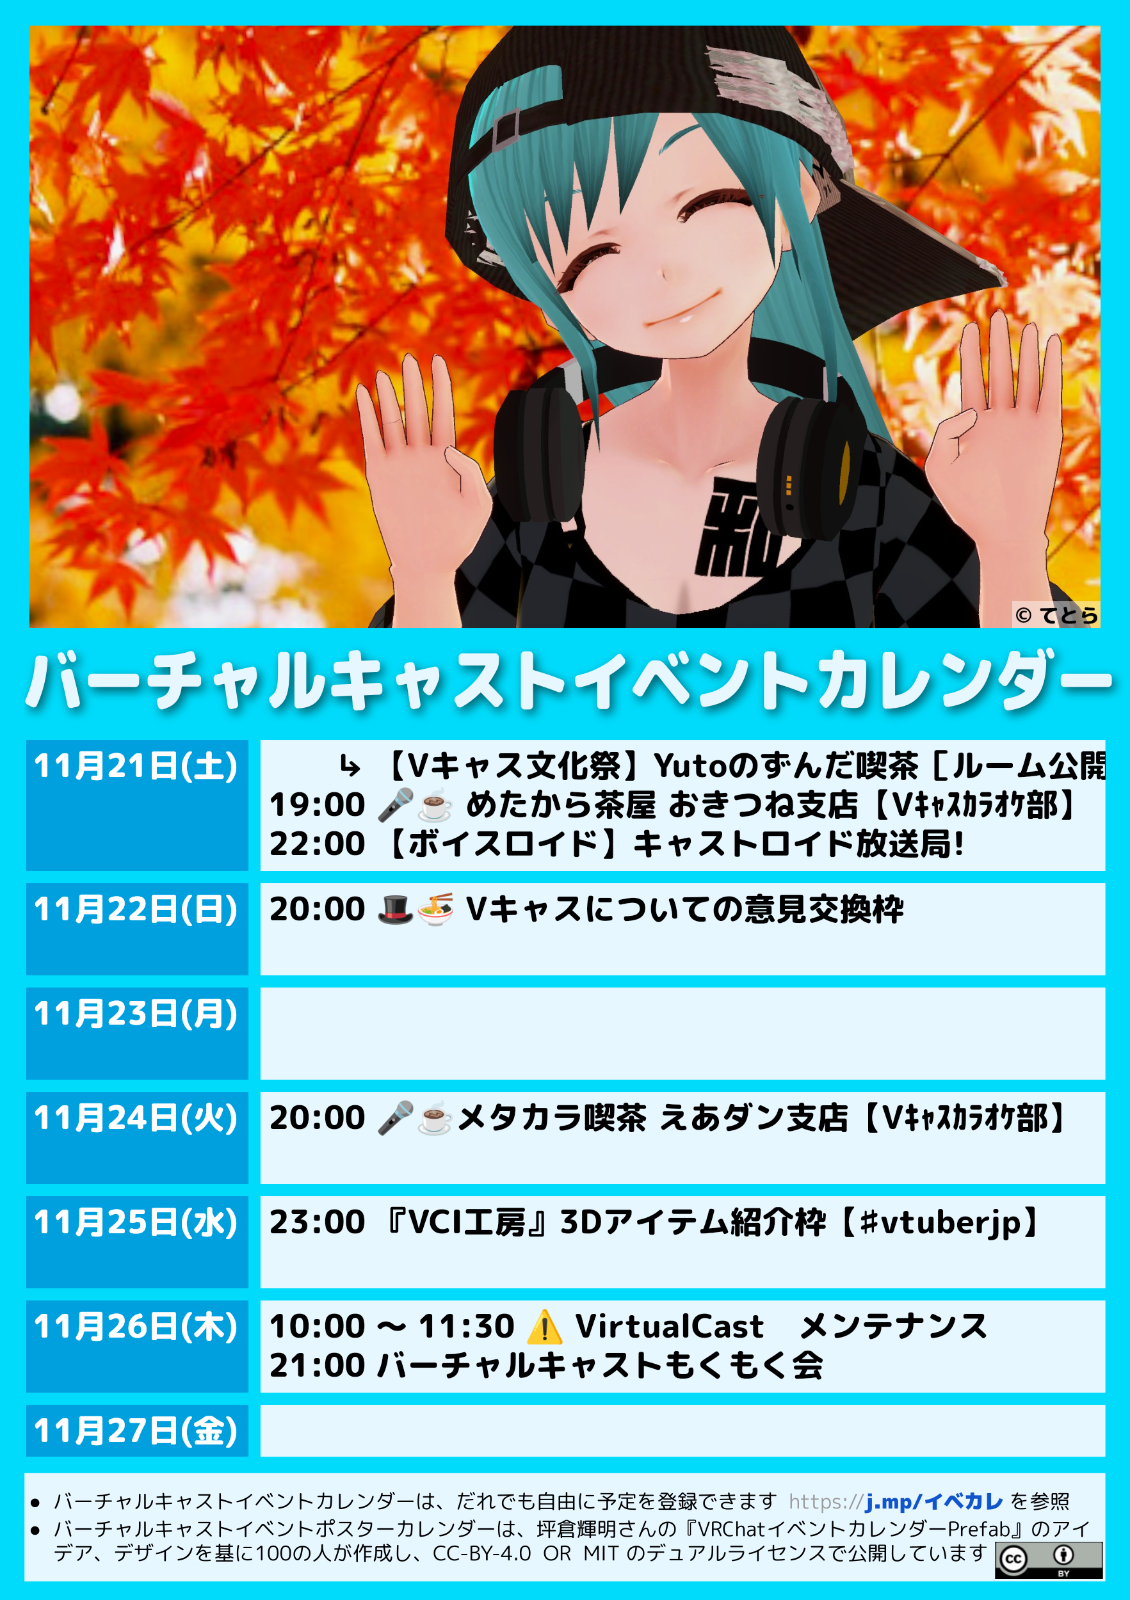 和
© てとら
バーチャルキャストイベントカレンダー
11月21日(土)
↳ 【Vキャス文化祭】Yutoのずんだ喫茶［ルーム公開
19:00 🎤☕ めたから茶屋 おきつね支店【Vｷｬｽｶﾗｵｹ部】
22:00 【ボイスロイド】キャストロイド放送局!
11月22日(日)
20:00 🎩🍜 Vキャスについての意見交換枠
11月23日(月)
11月24日(火)
20:00 🎤☕メタカラ喫茶 えあダン支店【Vｷｬｽｶﾗｵｹ部】
11月25日(水)
23:00 『VCI工房』3Dアイテム紹介枠【♯vtuberjp】
11月26日(木)
10:00 〜 11:30 ⚠️ VirtualCast　メンテナンス
21:00 バーチャルキャストもくもく会
11月27日(金)
● バーチャルキャストイベントカレンダーは、だれでも自由に予定を登録できます https://j.mp/イベカレ を参照
● バーチャルキャストイベントポスターカレンダーは、坪倉輝明さんの『VRChatイベントカレンダーPrefab』のアイ
デア、デザインを基に100の人が作成し、CC-BY-4.0 OR MIT のデュアルライセンスで公開しています
cc
BY